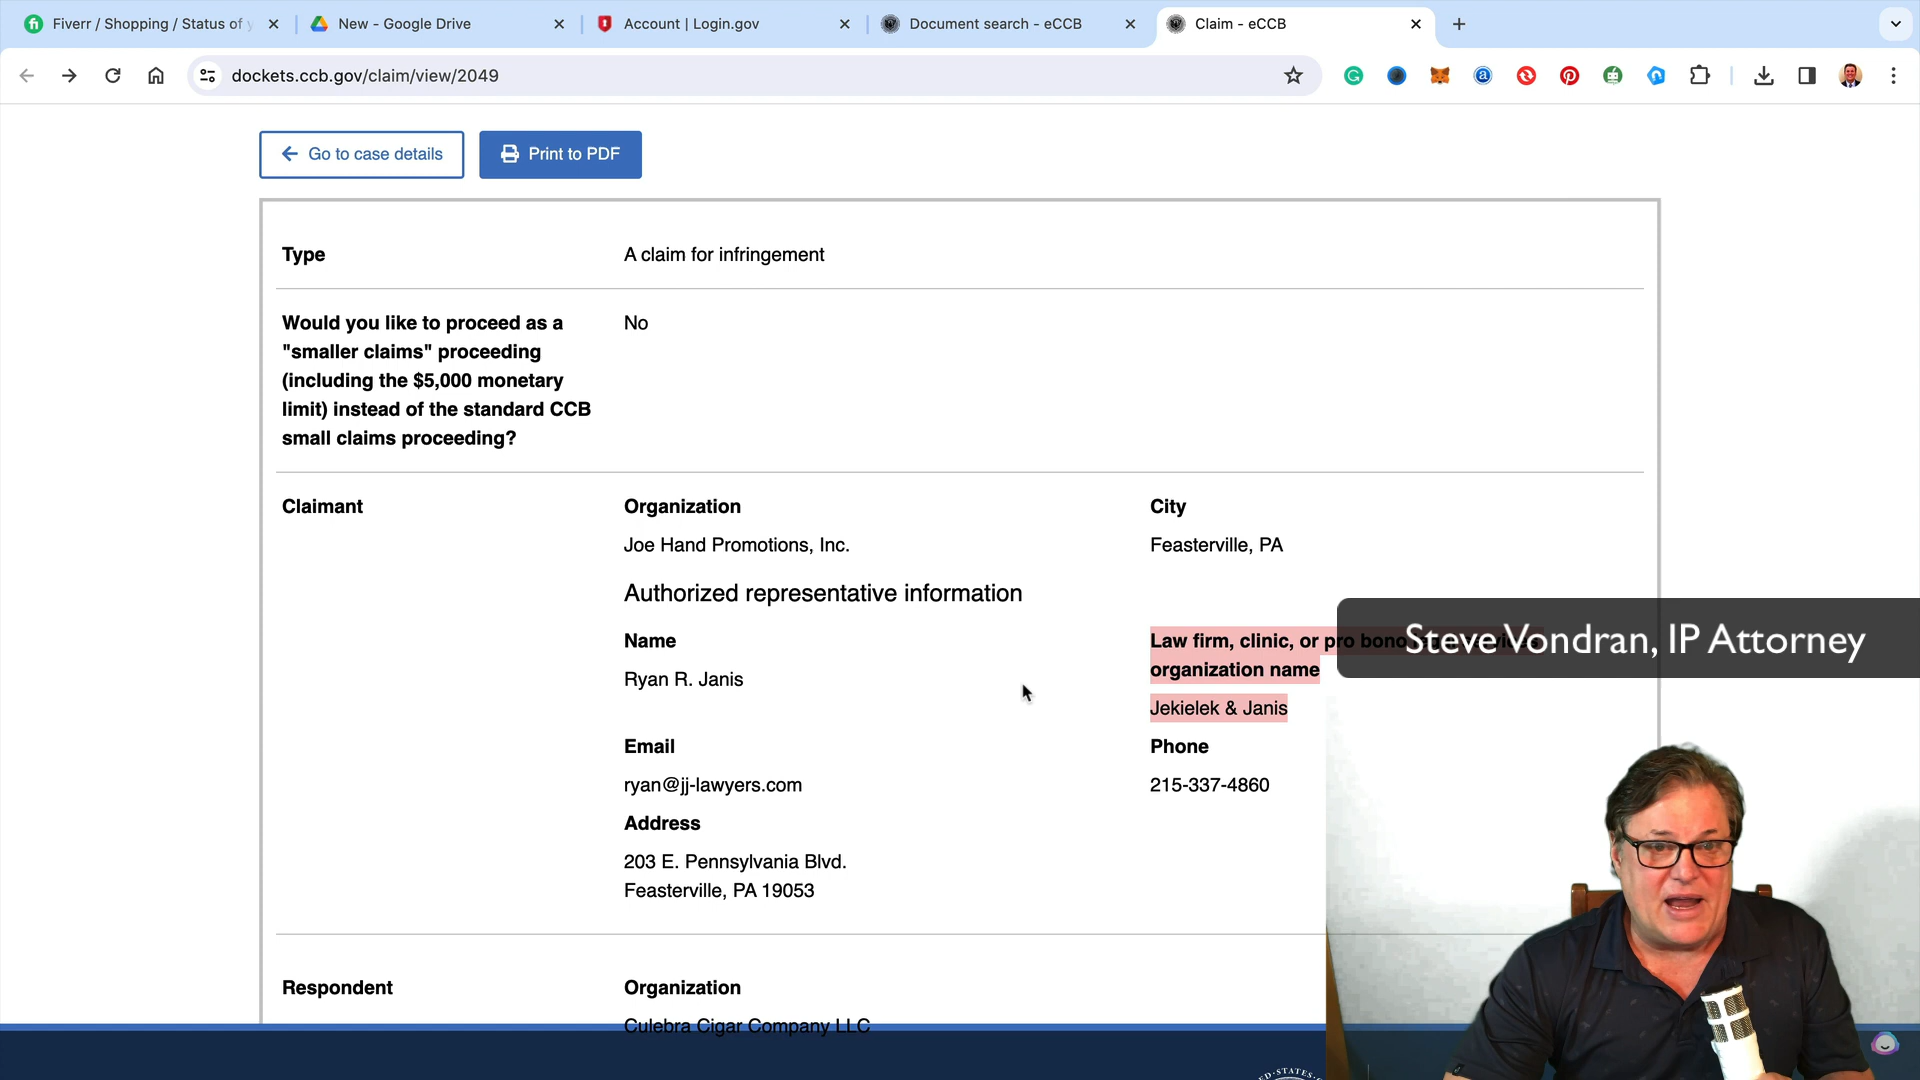 Fiverr / Shopping / Status of
New - Google Drive
Account | Login.gov
Document search - eCCB
Claim - eCCB
dockets.ccb.gov/claim/view/2049
Go to case details
Print to PDF
Type
A claim for infringement
Would you like to proceed as a
"smaller claims" proceeding
(including the $5,000 monetary
limit) instead of the standard CCB
small claims proceeding?
No
Claimant
Organization
City
Joe Hand Promotions, Inc.
Feasterville, PA
Authorized representative information
Name
Law firm, clinic, or pro bono
organization name
Steve Vondran, IP Attorney
Ryan R. Janis
Jekielek & Janis
Email
Phone
ryan@jj-lawyers.com
215-337-4860
Address
203 E. Pennsylvania Blvd.
Feasterville, PA 19053
Respondent
Organization
Culebra Cigar Company LLC